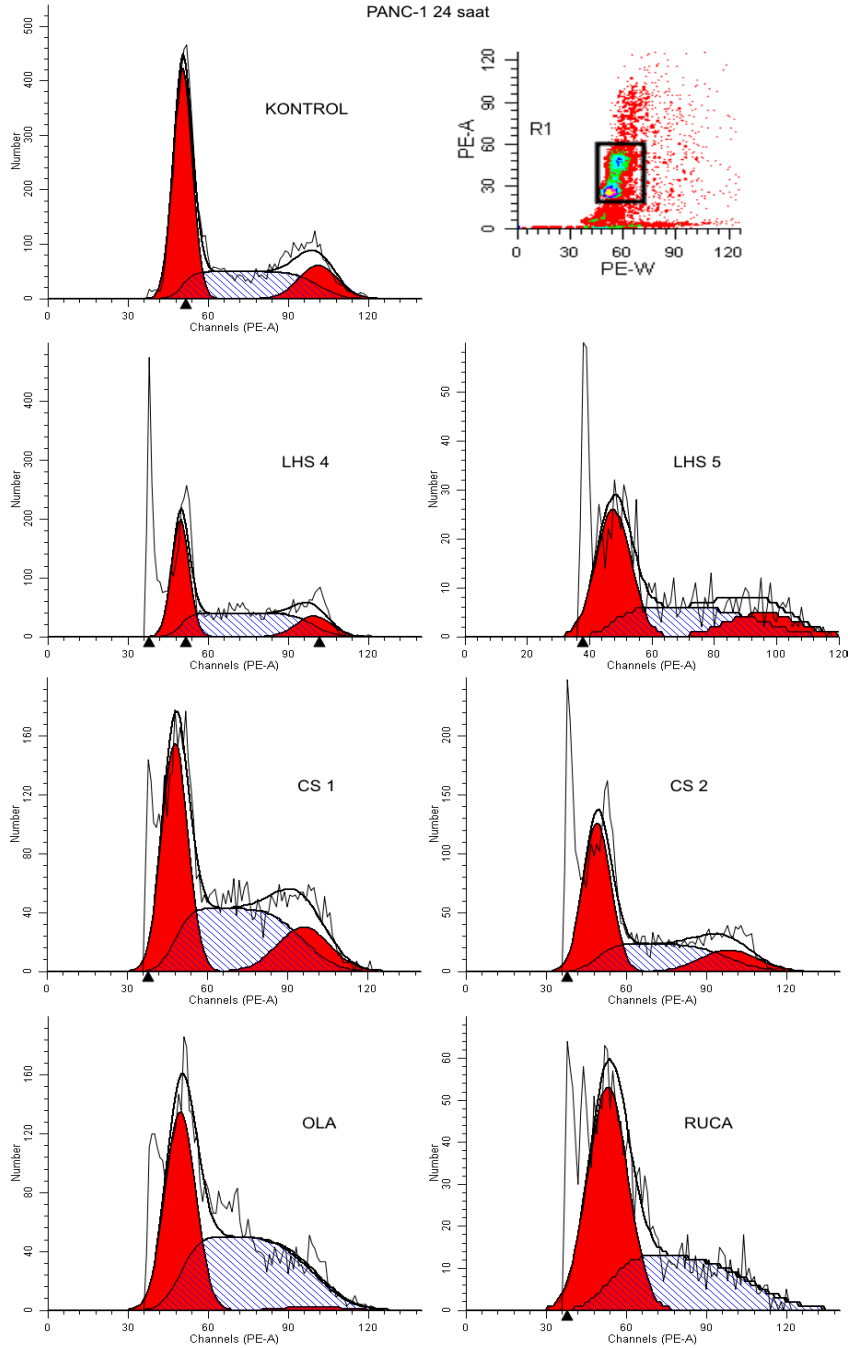 PANC-1 24 saat
KONTROL
Number
0 100 200 300 400 500
0 30 60 90 120
Channels (PE-A)
R1
PE-A
0 30 60 90 120
0 30 60 90 120
PE-W
LHS 4
Number
0 100 200 300 400
0 30 60 90 120
Channels (PE-A)
LHS 5
Number
0 10 20 30 40 50
0 20 40 60 80 100 120
Channels (PE-A)
CS 1
Number
0 40 80 120 160
0 30 60 90 120
Channels (PE-A)
CS 2
Number
0 50 100 150 200
0 30 60 90 120
Channels (PE-A)
OLA
Number
0 40 80 120 160
0 30 60 90 120
Channels (PE-A)
RUCA
Number
0 10 20 30 40 50 60
0 30 60 90 120
Channels (PE-A)